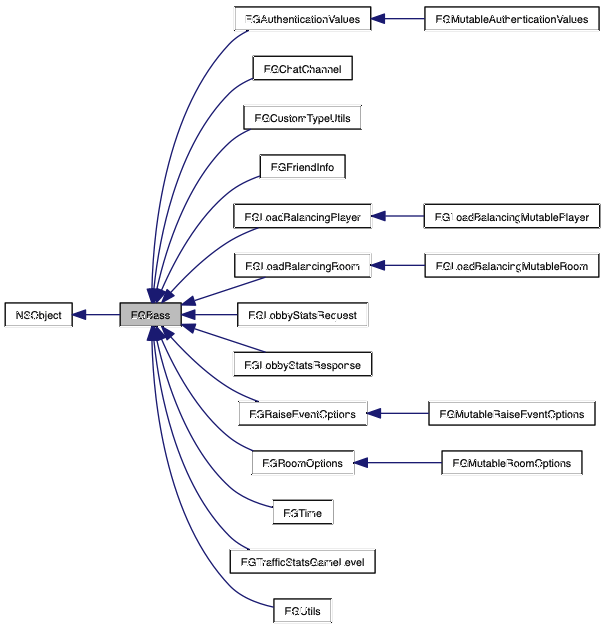 EGAuthenticationValues
EGMutableAuthenticationValues
EGChatChannel
EGCustomTypeUtils
EGFriendInfo
EGLoadBalancingPlayer
EGLoadBalancingMutablePlayer
EGLoadBalancingRoom
EGLoadBalancingMutableRoom
NSObject
EGBase
EGLobbyStatsRequest
EGLobbyStatsResponse
EGRaiseEventOptions
EGMutableRaiseEventOptions
EGRoomOptions
EGMutableRoomOptions
EGTime
EGTrafficStatsGameLevel
EGUtils